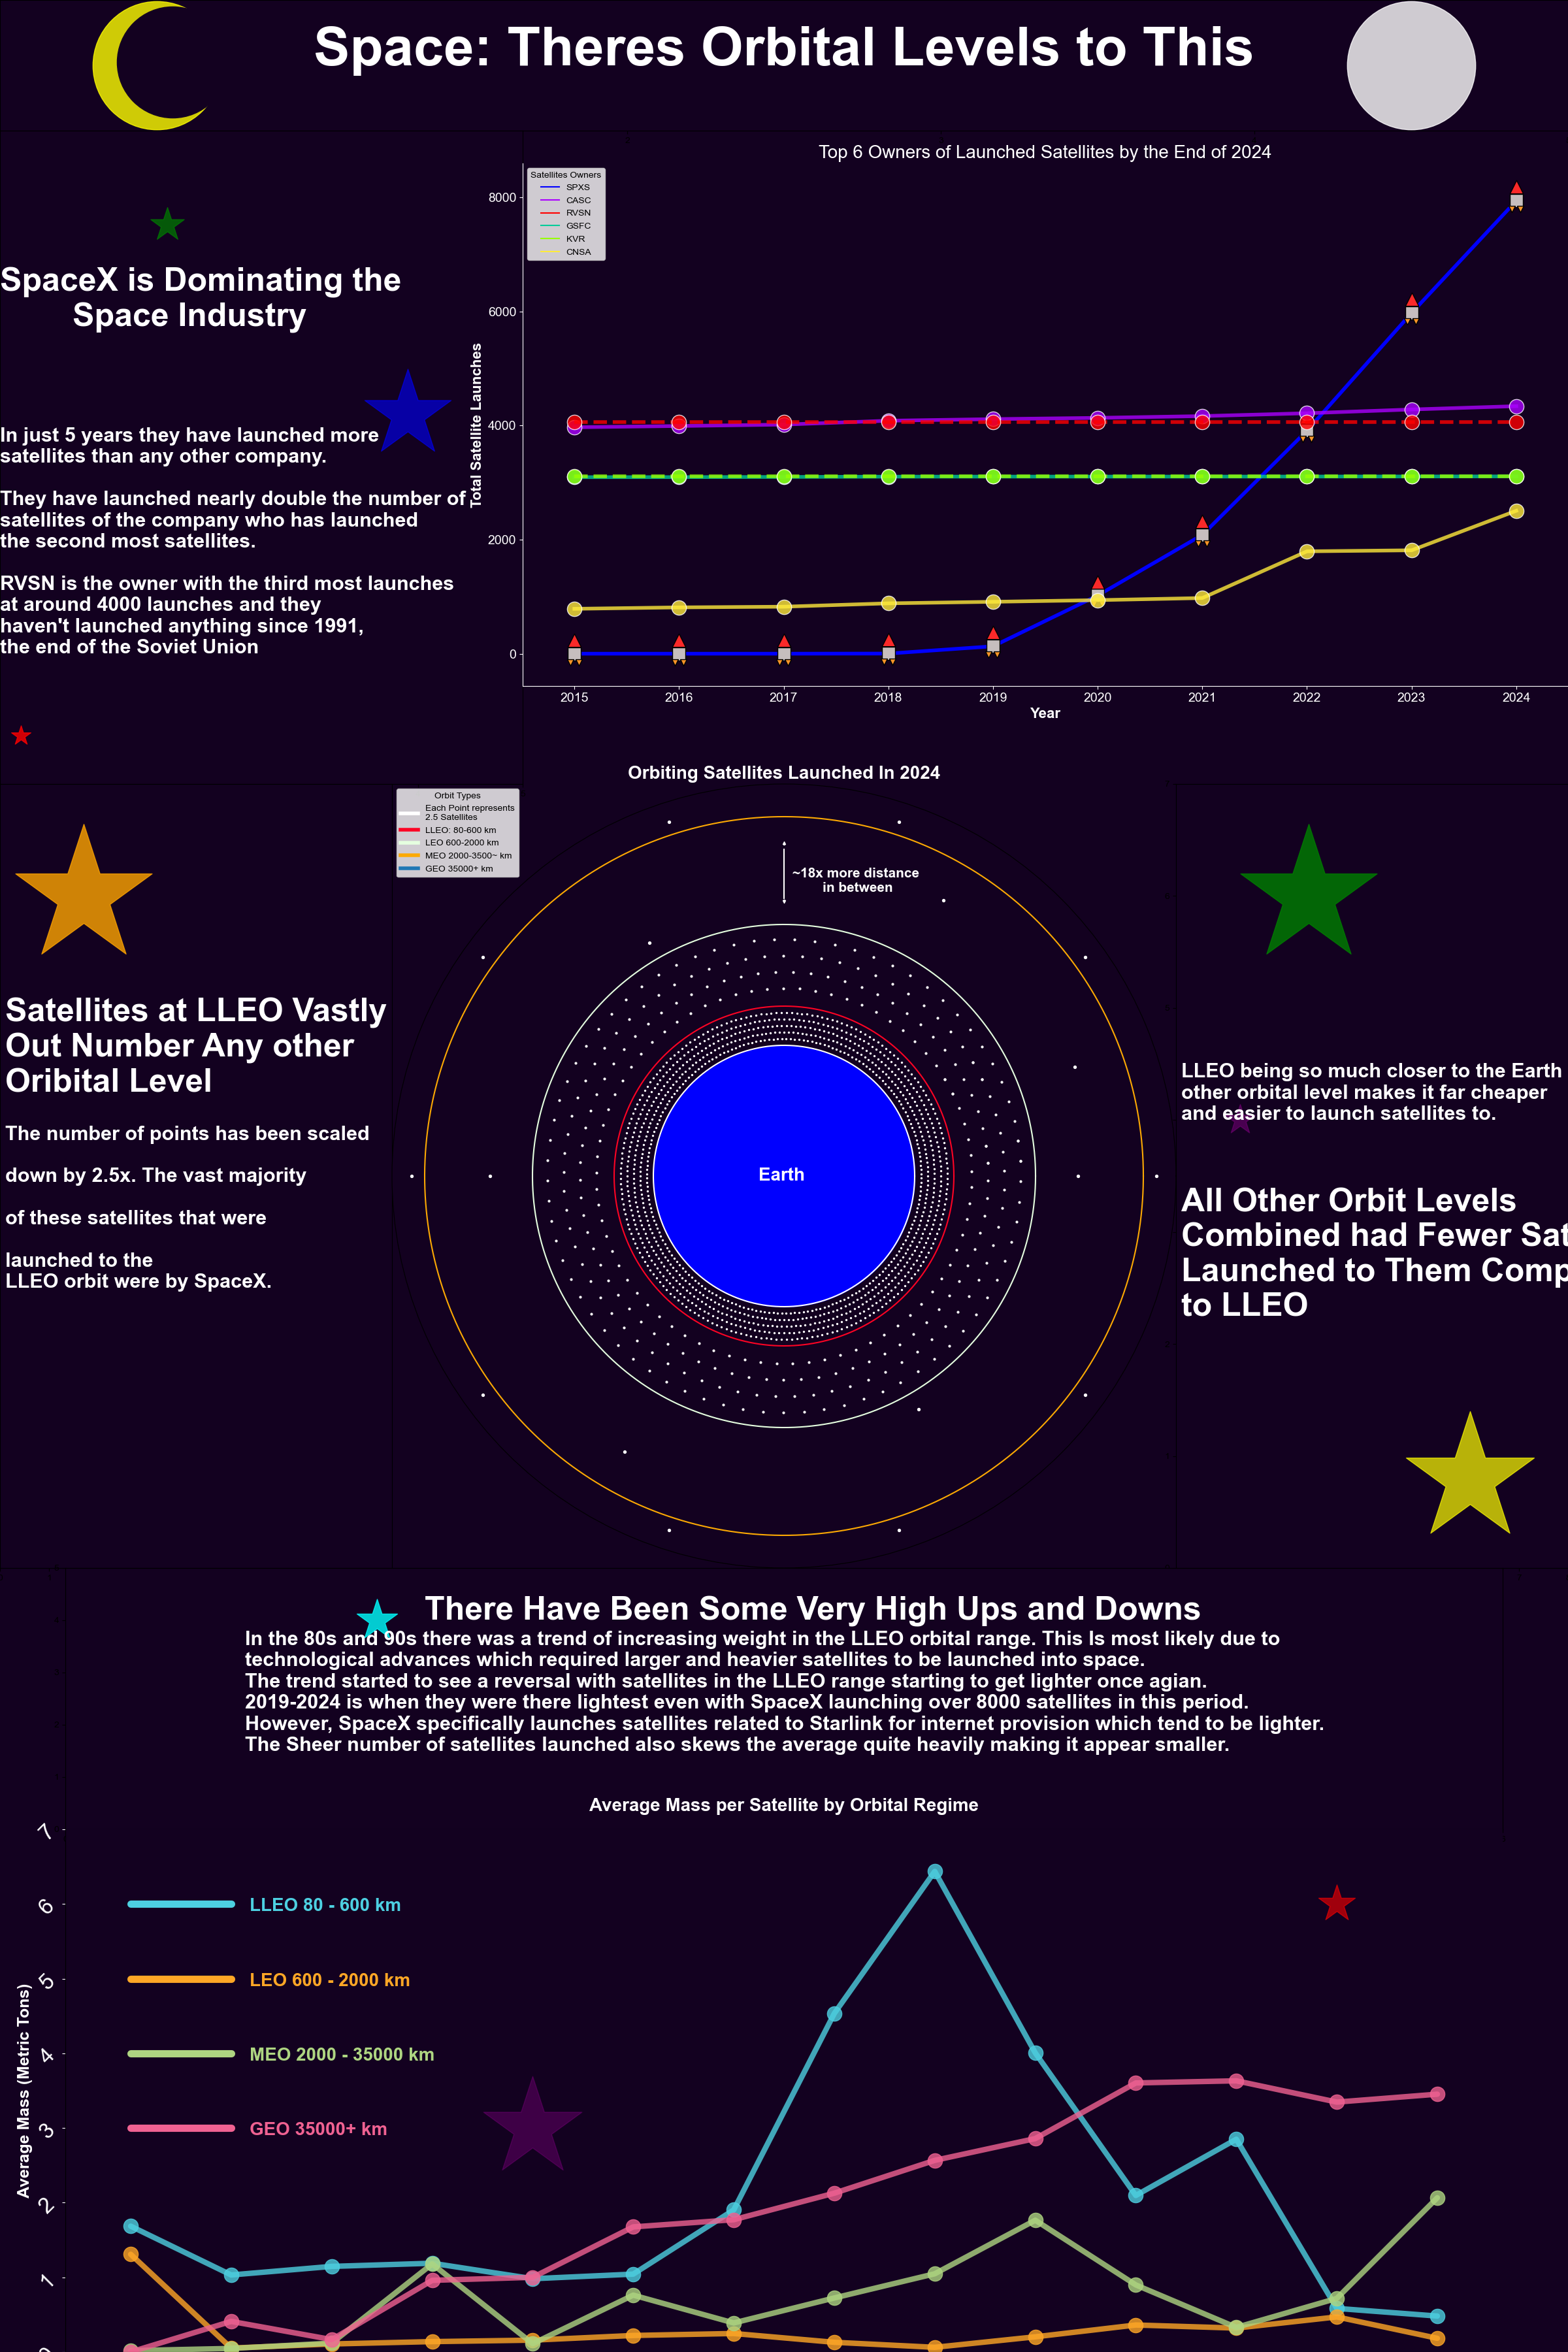 Space: Theres Orbital Levels to This
SpaceX is Dominating the
Space Industry
In just 5 years they have launched more
satellites than any other company.
They have launched nearly double the number of
satellites of the company who has launched
the second most satellites.
RVSN is the owner with the third most launches
at around 4000 launches and they
haven't launched anything since 1991,
the end of the Soviet Union
Top 6 Owners of Launched Satellites by the End of 2024
Satellites Owners
SPXS
CASC
RVSN
GSFC
KVR
CNSA
Total Satellite Launches
8000
6000
4000
2000
0
2015 2016 2017 2018 2019 2020 2021 2022 2023 2024
Year
Orbiting Satellites Launched In 2024
Orbit Types
Each Point represents
2.5 Satellites
LLEO: 80-600 km
LEO 600-2000 km
MEO 2000-3500~ km
GEO 35000+ km
~18x more distance
in between
Earth
Satellites at LLEO Vastly
Out Number Any other
Oribital Level
The number of points has been scaled
down by 2.5x. The vast majority
of these satellites that were
launched to the
LLEO orbit were by SpaceX.
LLEO being so much closer to the Earth
other orbital level makes it far cheaper
and easier to launch satellites to.
All Other Orbit Levels
Combined had Fewer Sat
Launched to Them Comp
to LLEO
There Have Been Some Very High Ups and Downs
In the 80s and 90s there was a trend of increasing weight in the LLEO orbital range. This Is most likely due to
technological advances which required larger and heavier satellites to be launched into space.
The trend started to see a reversal with satellites in the LLEO range starting to get lighter once agian.
2019-2024 is when they were there lightest even with SpaceX launching over 8000 satellites in this period.
However, SpaceX specifically launches satellites related to Starlink for internet provision which tend to be lighter.
The Sheer number of satellites launched also skews the average quite heavily making it appear smaller.
Average Mass per Satellite by Orbital Regime
Average Mass (Metric Tons)
7
6
5
4
3
2
1
0
LLEO 80 - 600 km
LEO 600 - 2000 km
MEO 2000 - 35000 km
GEO 35000+ km